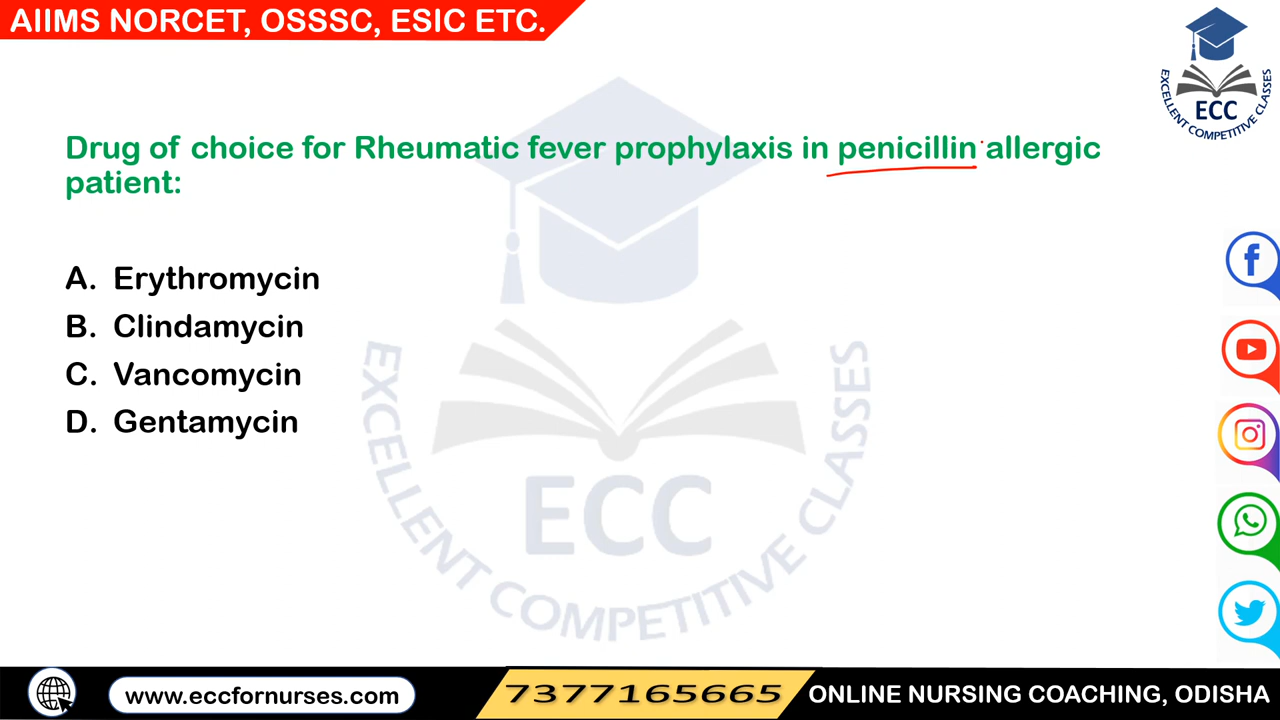 AIIMS NORCET, OSSSC, ESIC ETC.
EXCELLENT COMPETITIVE CLASSES
ECC
Drug of choice for Rheumatic fever prophylaxis in penicillin allergic
patient:
A. Erythromycin
B. Clindamycin
C. Vancomycin
D. Gentamycin
ECC
EXCELLENT COMPETITIVE CLASSES
www.eccfornurses.com
7377165665
ONLINE NURSING COACHING, ODISHA